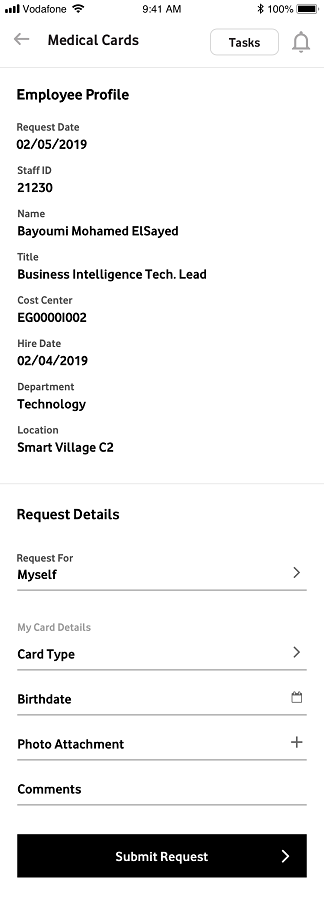 Vodafone 9:41 AM 100%
Medical Cards Tasks
Employee Profile
Request Date
02/05/2019
Staff ID
21230
Name
Bayoumi Mohamed ElSayed
Title
Business Intelligence Tech. Lead
Cost Center
EG0000I002
Hire Date
02/04/2019
Department
Technology
Location
Smart Village C2
Request Details
Request For
Myself
My Card Details
Card Type
Birthdate
Photo Attachment
Comments
Submit Request